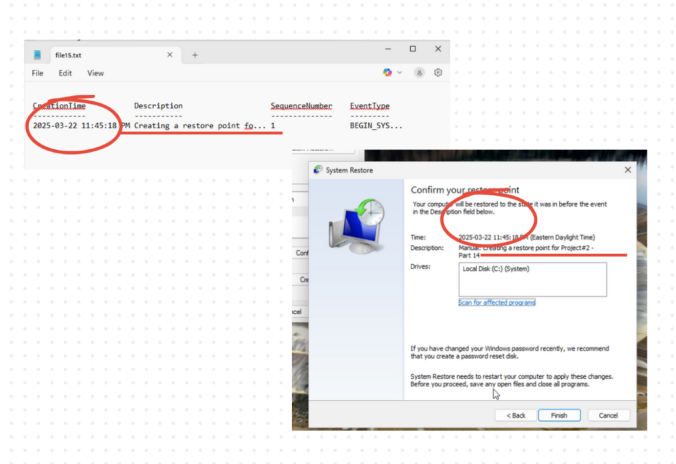 file15.txt
File Edit View
CreationTime Description SequenceNumber EventType
------------ ----------- -------------- ---------
2025-03-22 11:45:18 PM Creating a restore point fo... 1 BEGIN_SYS...
System Restore
Confirm your restore point
Your computer will be restored to the state it was in before the event
in the Description field below.
Time: 2025-03-22 11:45:18 PM (Eastern Daylight Time)
Description: Manual: Creating a restore point for Project#2 -
Part 14
Drives:
Local Disk (C:) (System)
Scan for affected programs
If you have changed your Windows password recently, we recommend
that you create a password reset disk.
System Restore needs to restart your computer to apply these changes.
Before you proceed, save any open files and close all programs.
< Back Finish Cancel
Conf
Cre
cel